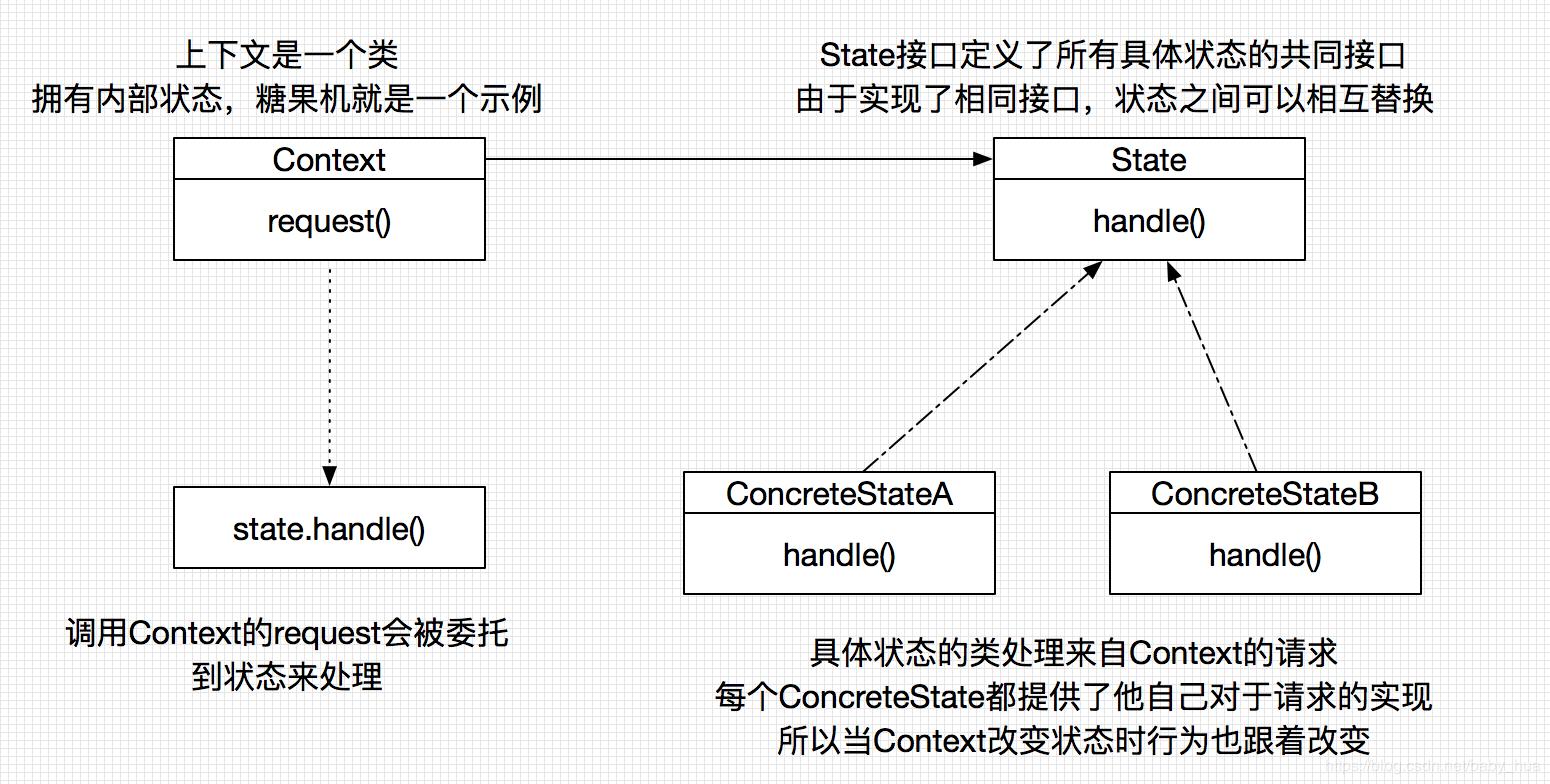 上下文是一个类
拥有内部状态，糖果机就是一个示例
State接口定义了所有具体状态的共同接口
由于实现了相同接口，状态之间可以相互替换
Context
request()
State
handle()
state.handle()
ConcreteStateA
handle()
ConcreteStateB
handle()
调用Context的request会被委托
到状态来处理
具体状态的类处理来自Context的请求
每个ConcreteState都提供了他自己对于请求的实现
所以当Context改变状态时行为也跟着改变
https://blog.csdn.net/baby_hua